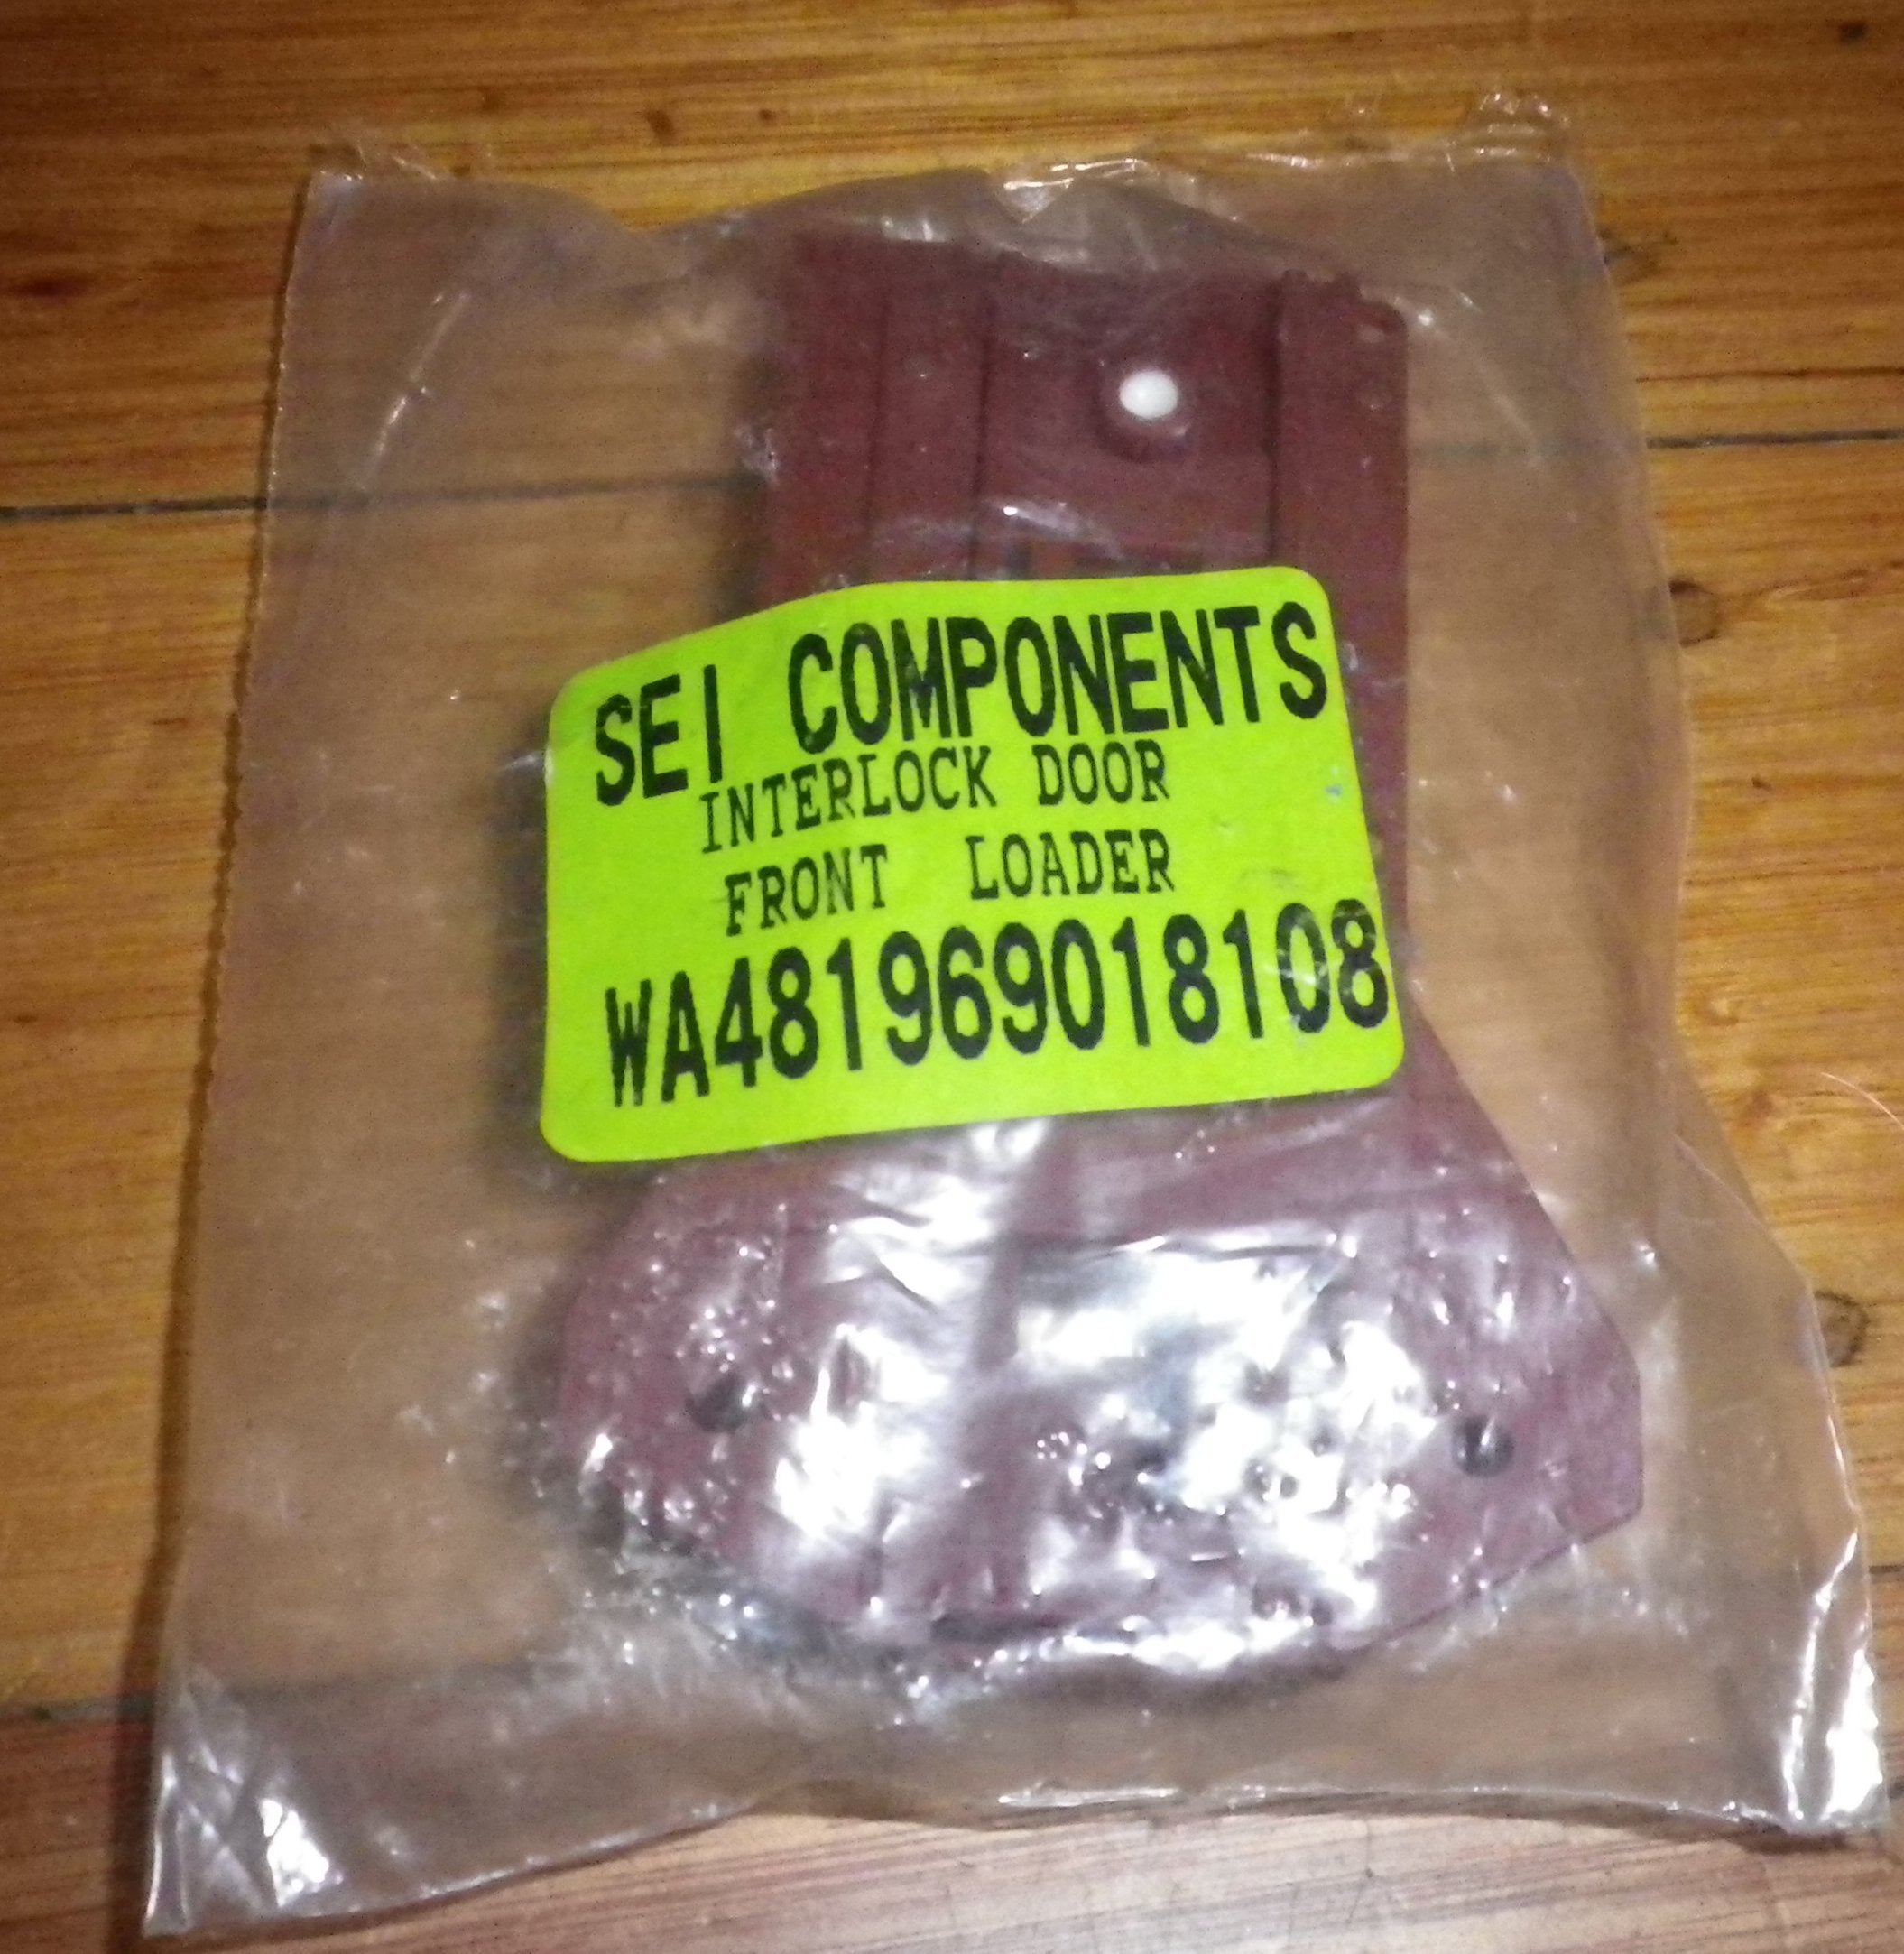 SEI COMPONENTS
INTERLOCK DOOR
FRONT LOADER
WA481969018108